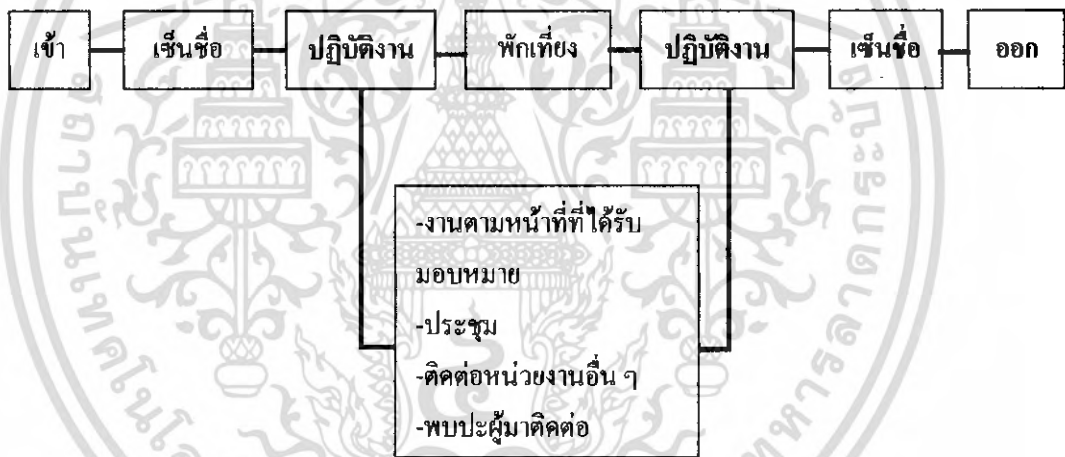 เข้า
เซ็นชื่อ
ปฏิบัติงาน
พักเที่ยง
ปฏิบัติงาน
เซ็นชื่อ
ออก
-งานตามหน้าที่ที่ได้รับ
มอบหมาย
-ประชุม
-ติดต่อหน่วยงานอื่น ๆ
-พบปะผู้มาติดต่อ